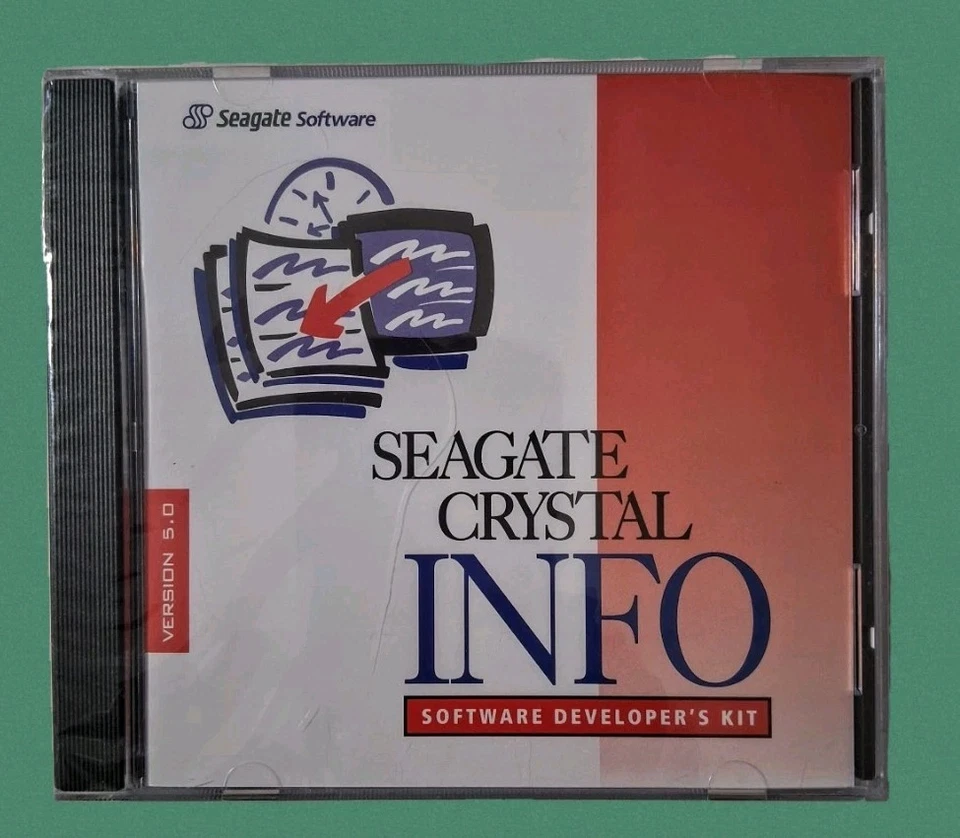 Seagate Software
SEAGATE
CRYSTAL
INFO
SOFTWARE DEVELOPER'S KIT
VERSION 5.0